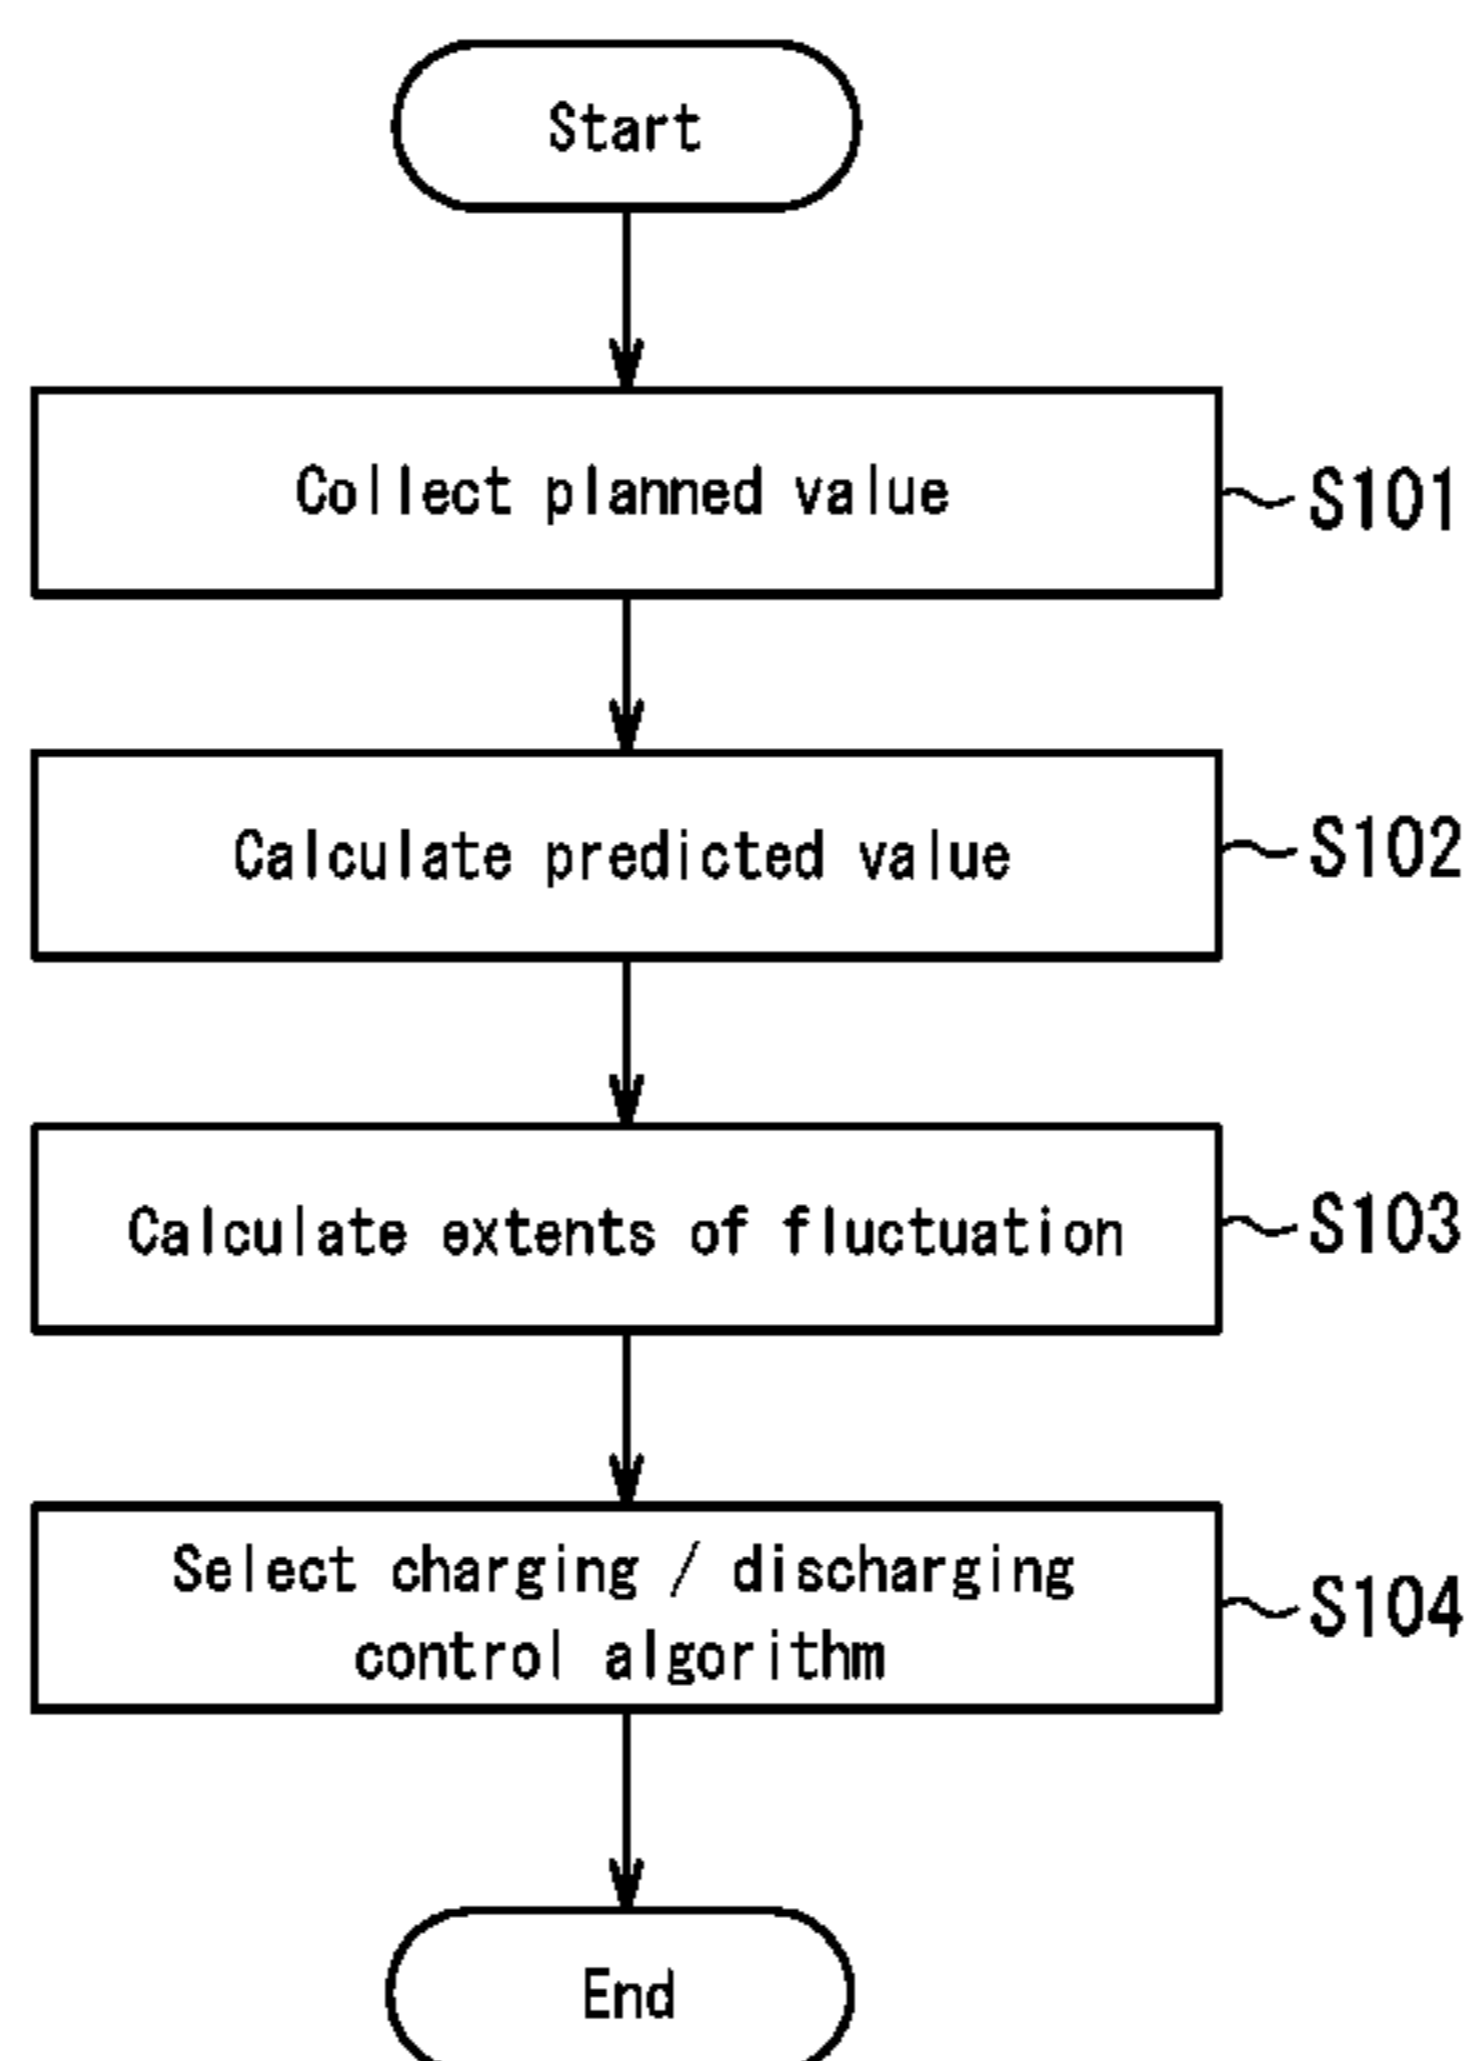 Start
Collect planned value
S101
Calculate predicted value
S102
Calculate extents of fluctuation
S103
Select charging / discharging
control algorithm
S104
End